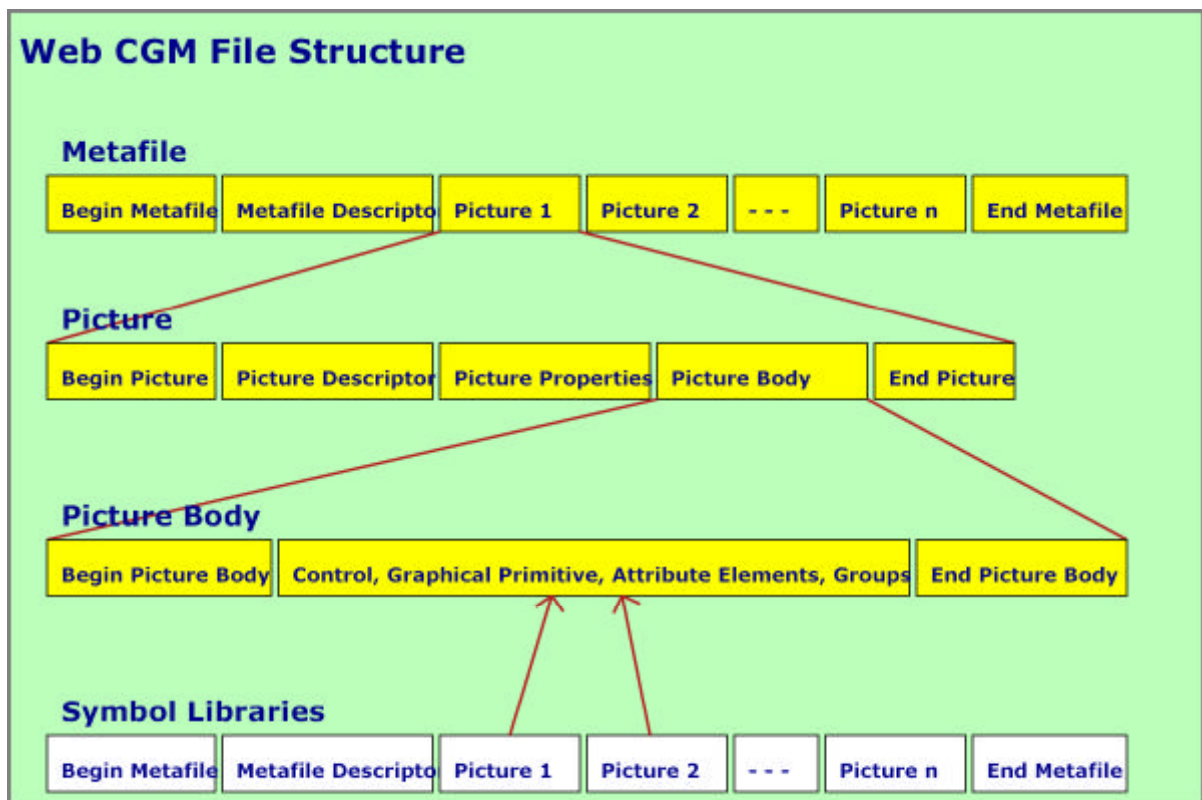 Web CGM File Structure
Metafile
Begin Metafile Metafile Descripto Picture 1 Picture 2 - - - Picture n End Metafile
Picture
Begin Picture Picture Descriptor Picture Properties Picture Body End Picture
Picture Body
Begin Picture Body Control, Graphical Primitive, Attribute Elements, Groups End Picture Body
Symbol Libraries
Begin Metafile Metafile Descripto Picture 1 Picture 2 - - - Picture n End Metafile